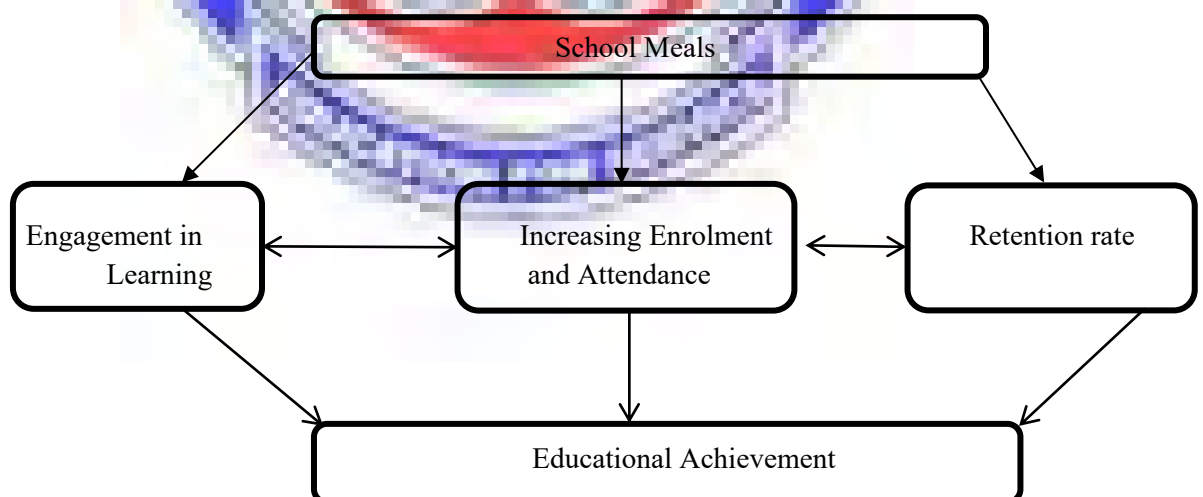 School Meals
Engagement in
Learning
Increasing Enrolment
and Attendance
Retention rate
Educational Achievement